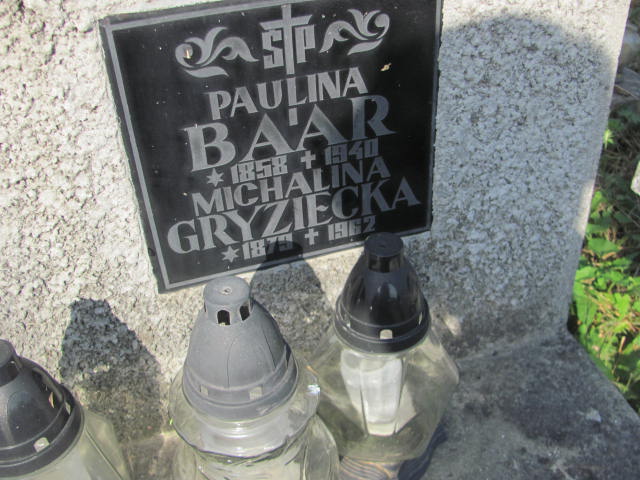 ŚP
PAULINA
BAAR
* 1858 + 1940
MICHALINA
GRYZIECKA
* 1879 + 1962